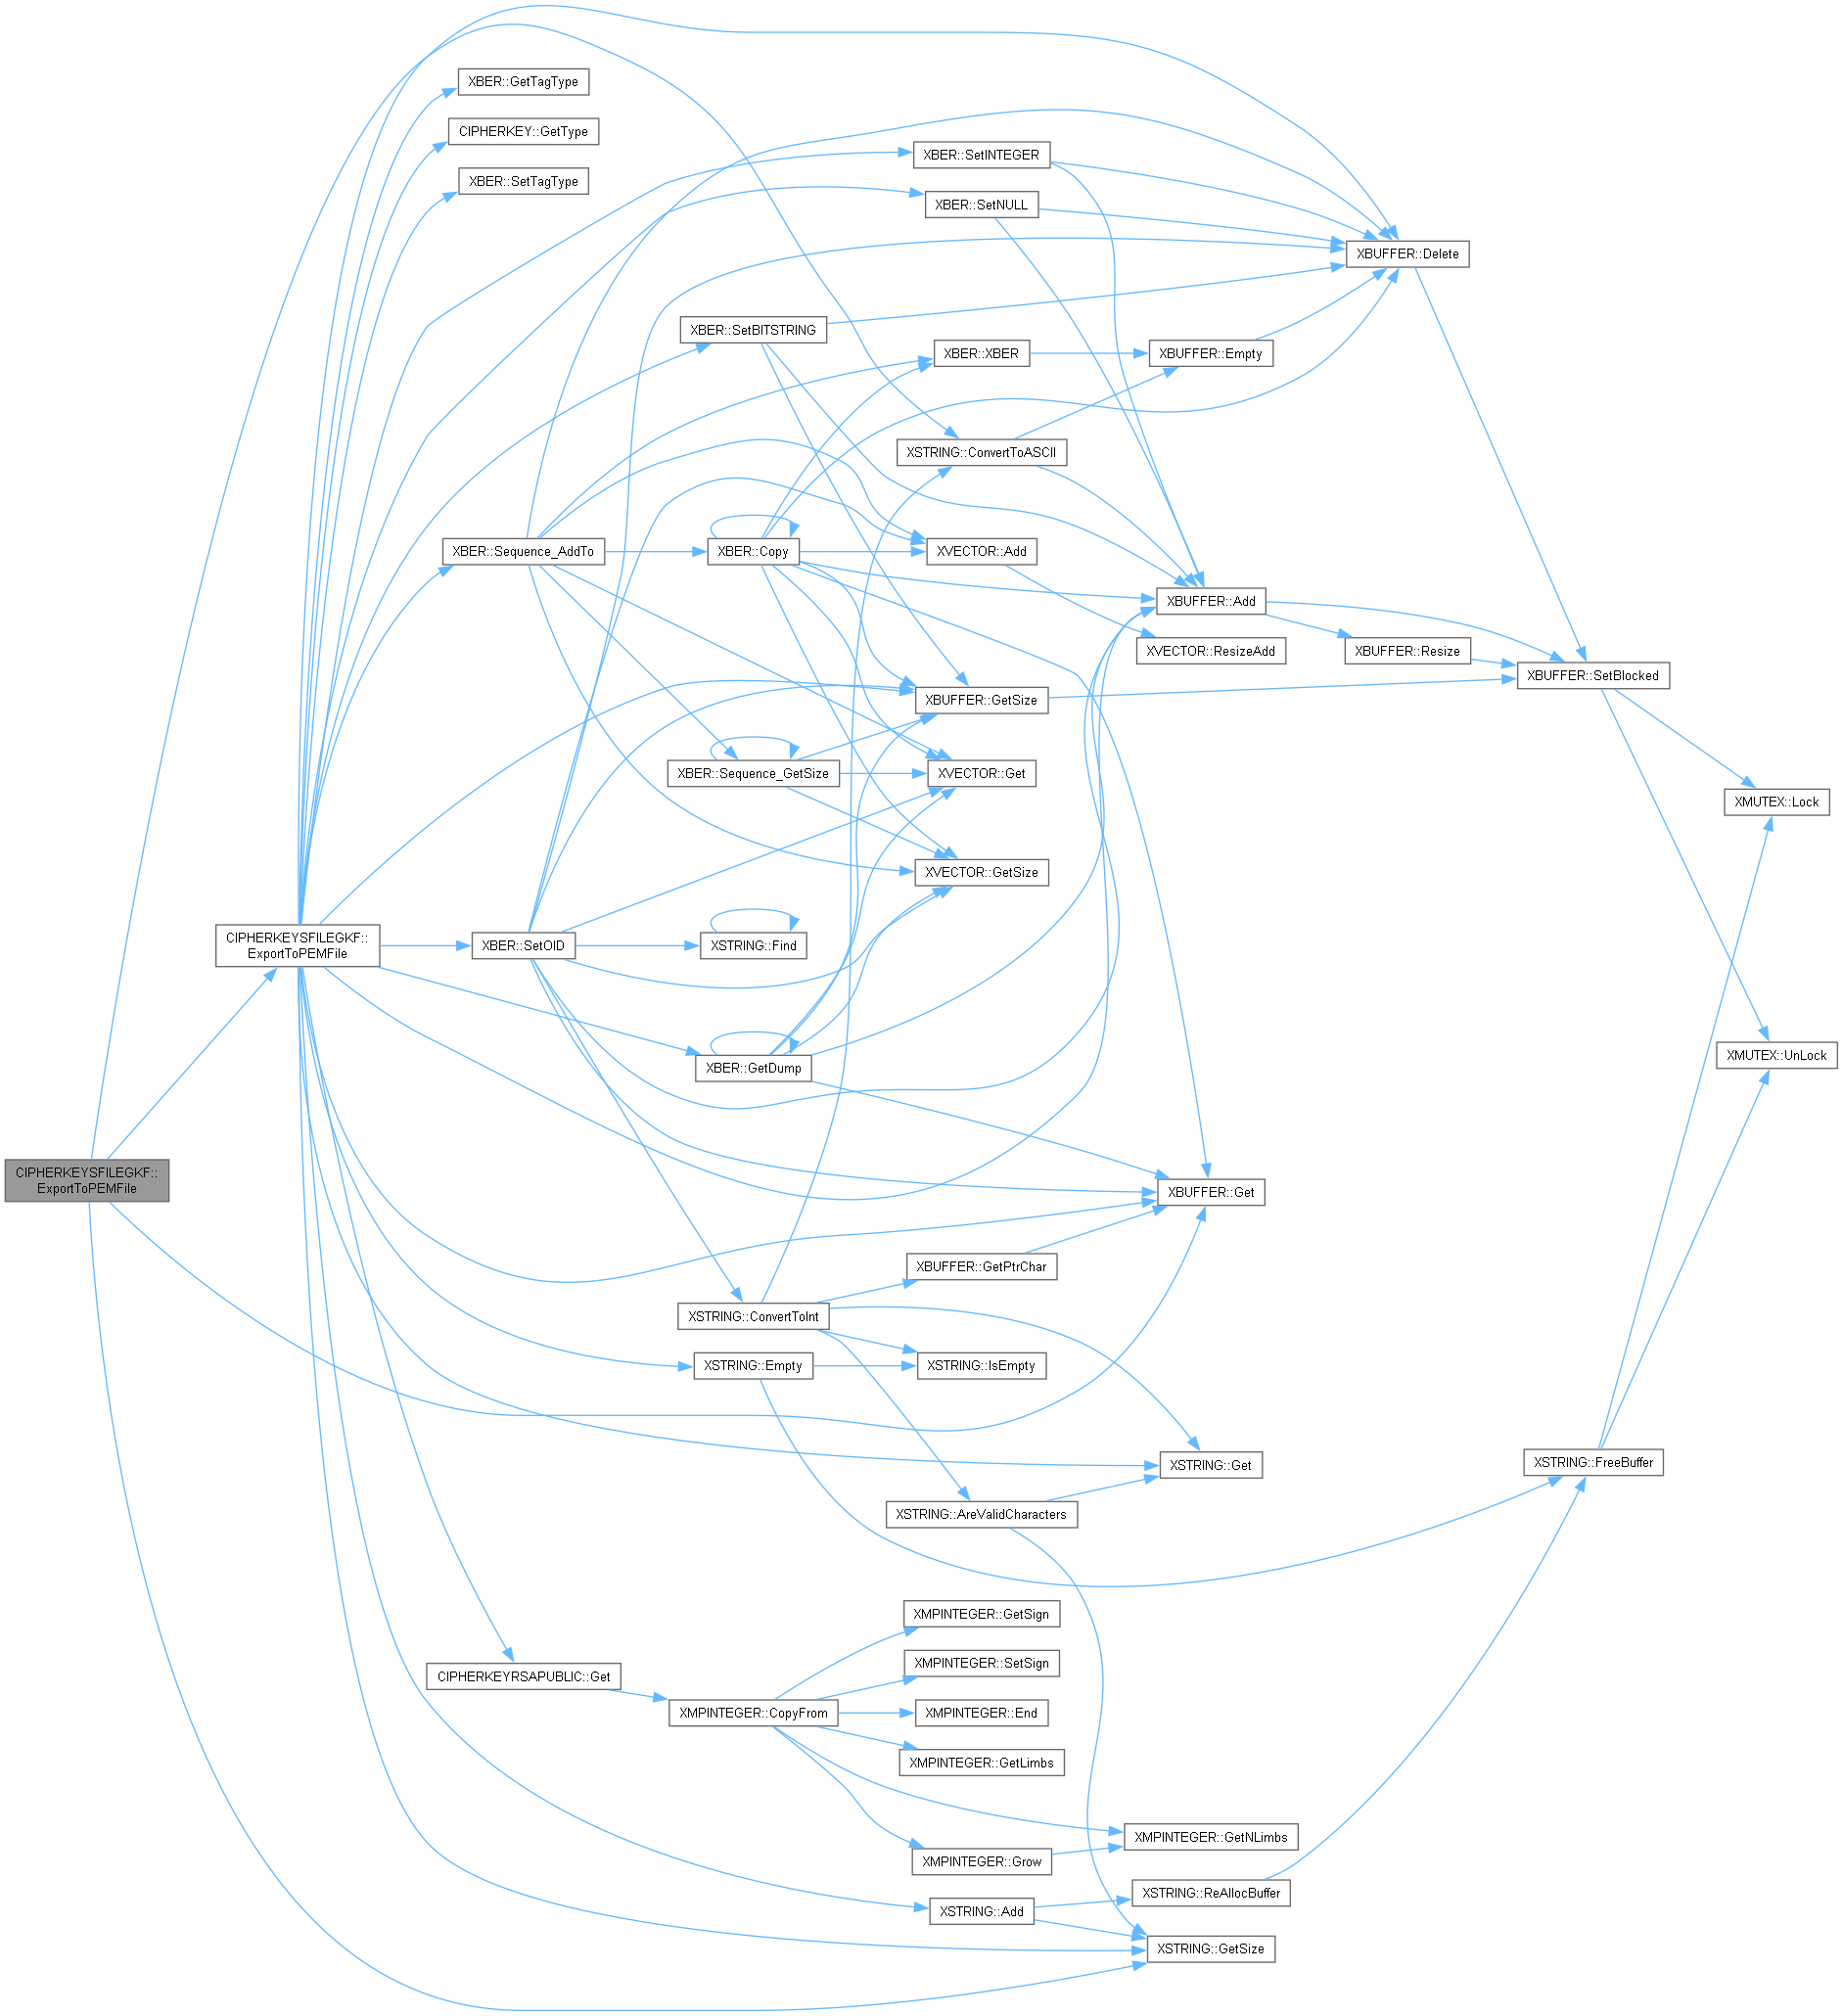 XBER::GetTagType
CIPHERKEY::GetType
XBER::SetTagType
XBER::SetINTEGER
XBER::SetNULL
XBUFFER::Delete
XBER::SetBITSTRING
XBER::XBER
XBUFFER::Empty
XSTRING::ConvertToASCII
XBER::Sequence_AddTo
XBER::Copy
XVECTOR::Add
XBUFFER::Add
XVECTOR::ResizeAdd
XBUFFER::Resize
XBUFFER::SetBlocked
XBUFFER::GetSize
XBER::Sequence_GetSize
XVECTOR::Get
XMUTEX::Lock
XVECTOR::GetSize
CIPHERKEYSFILEGKF::
ExportToPEMFile
XBER::SetOID
XSTRING::Find
XBER::GetDump
XMUTEX::UnLock
CIPHERKEYSFILEGKF::
ExportToPEMFile
XBUFFER::Get
XBUFFER::GetPtrChar
XSTRING::ConvertToInt
XSTRING::Empty
XSTRING::IsEmpty
XSTRING::Get
XSTRING::FreeBuffer
XSTRING::AreValidCharacters
XMPINTEGER::GetSign
XMPINTEGER::SetSign
CIPHERKEYRSAPUBLIC::Get
XMPINTEGER::CopyFrom
XMPINTEGER::End
XMPINTEGER::GetLimbs
XMPINTEGER::GetNLimbs
XMPINTEGER::Grow
XSTRING::ReAllocBuffer
XSTRING::Add
XSTRING::GetSize